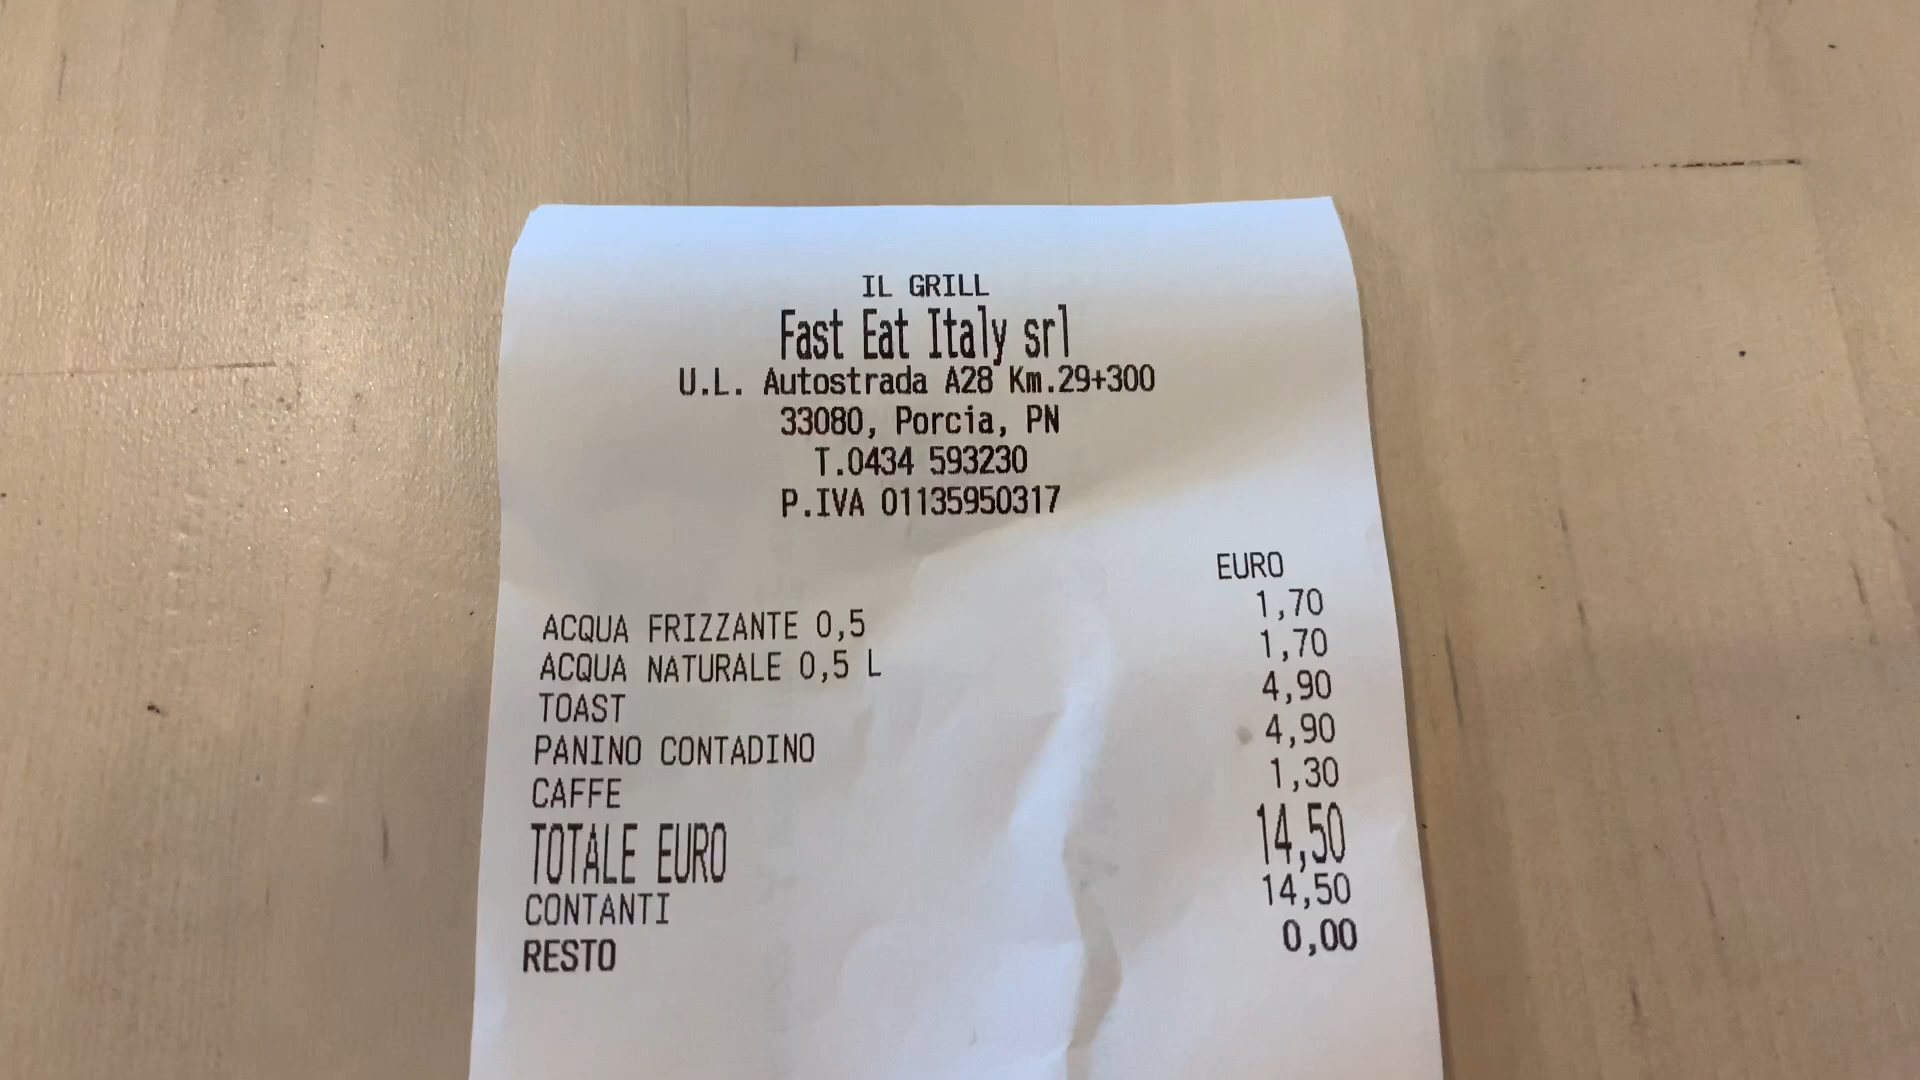 IL GRILL
Fast Eat Italy srl
U.L. Autostrada A28 Km.29+300
33080, Porcia, PN
T.0434 593230
P.IVA 01135950317
EURO
ACQUA FRIZZANTE 0,5 1,70
ACQUA NATURALE 0,5 L 1,70
TOAST 4,90
PANINO CONTADINO 4,90
CAFFE 1,30
TOTALE EURO 14,50
CONTANTI 14,50
RESTO 0,00